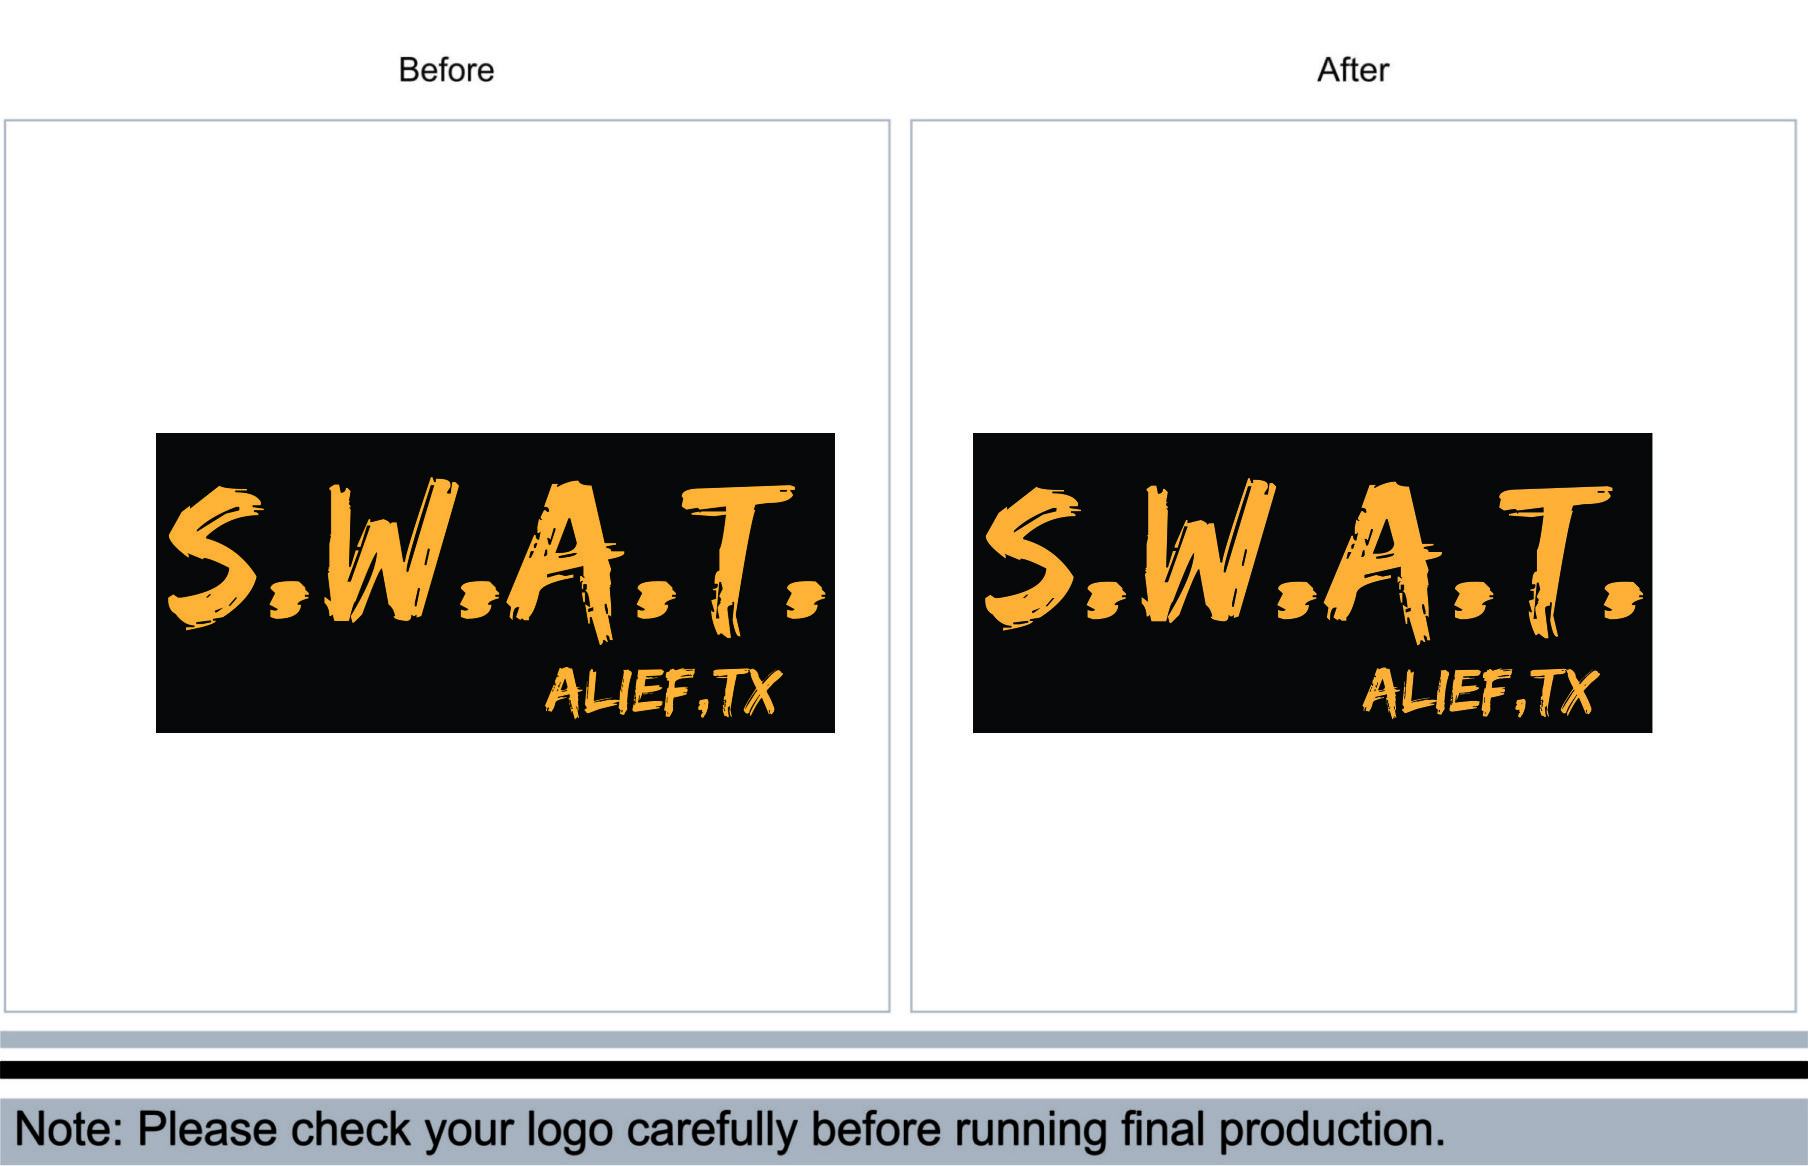 Before
After
S.W.A.T.
ALIEF,TX
S.W.A.T.
ALIEF,TX
Note: Please check your logo carefully before running final production.